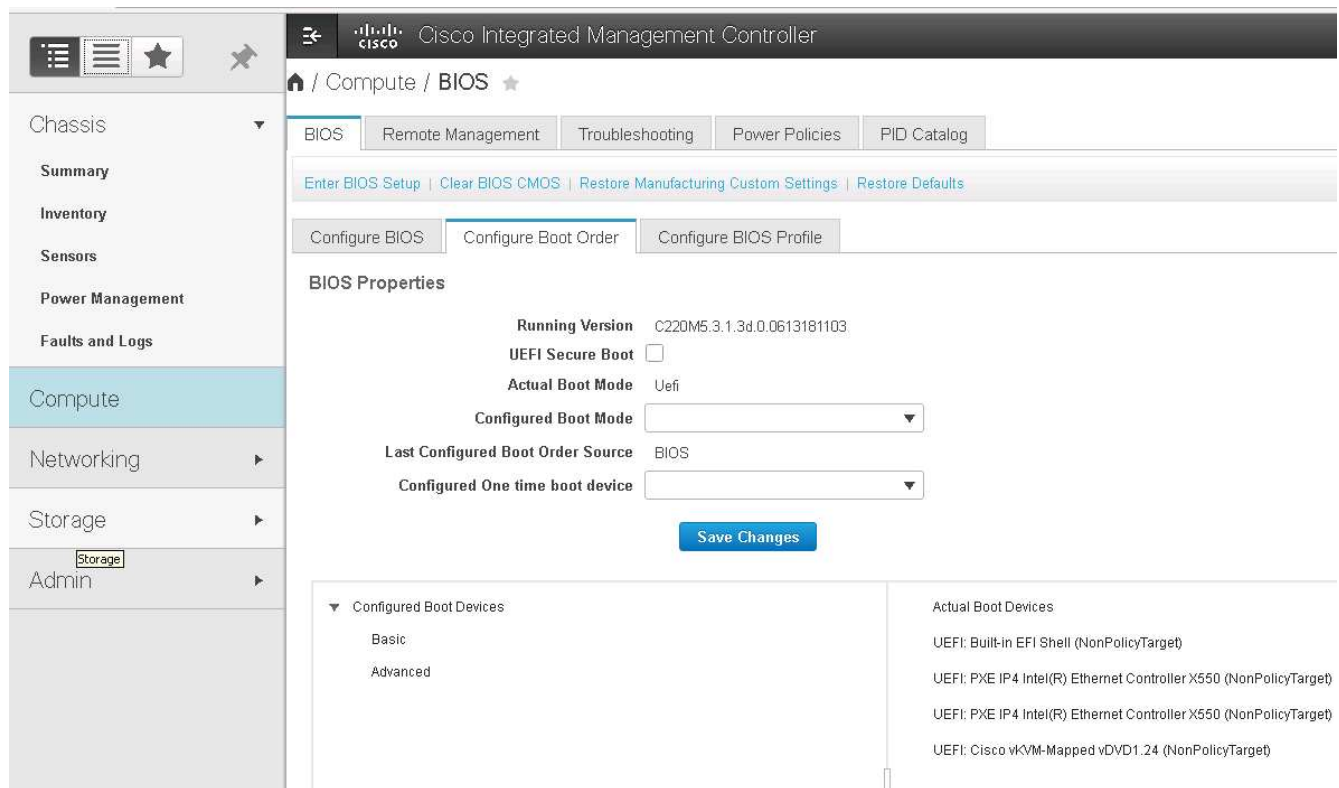 cisco Cisco Integrated Management Controller
/ Compute / BIOS
Chassis
Summary
Inventory
Sensors
Power Management
Faults and Logs
Compute
Networking
Storage
Storage
Admin
BIOS Remote Management Troubleshooting Power Policies PID Catalog
Enter BIOS Setup | Clear BIOS CMOS | Restore Manufacturing Custom Settings | Restore Defaults
Configure BIOS Configure Boot Order Configure BIOS Profile
BIOS Properties
Running Version C220M5.3.1.3d.0.0613181103
UEFI Secure Boot
Actual Boot Mode Uefi
Configured Boot Mode
Last Configured Boot Order Source BIOS
Configured One time boot device
Save Changes
Configured Boot Devices
Basic
Advanced
Actual Boot Devices
UEFI: Built-in EFI Shell (NonPolicyTarget)
UEFI: PXE IP4 Intel(R) Ethernet Controller X550 (NonPolicyTarget)
UEFI: PXE IP4 Intel(R) Ethernet Controller X550 (NonPolicyTarget)
UEFI: Cisco vKVM-Mapped vDVD1.24 (NonPolicyTarget)